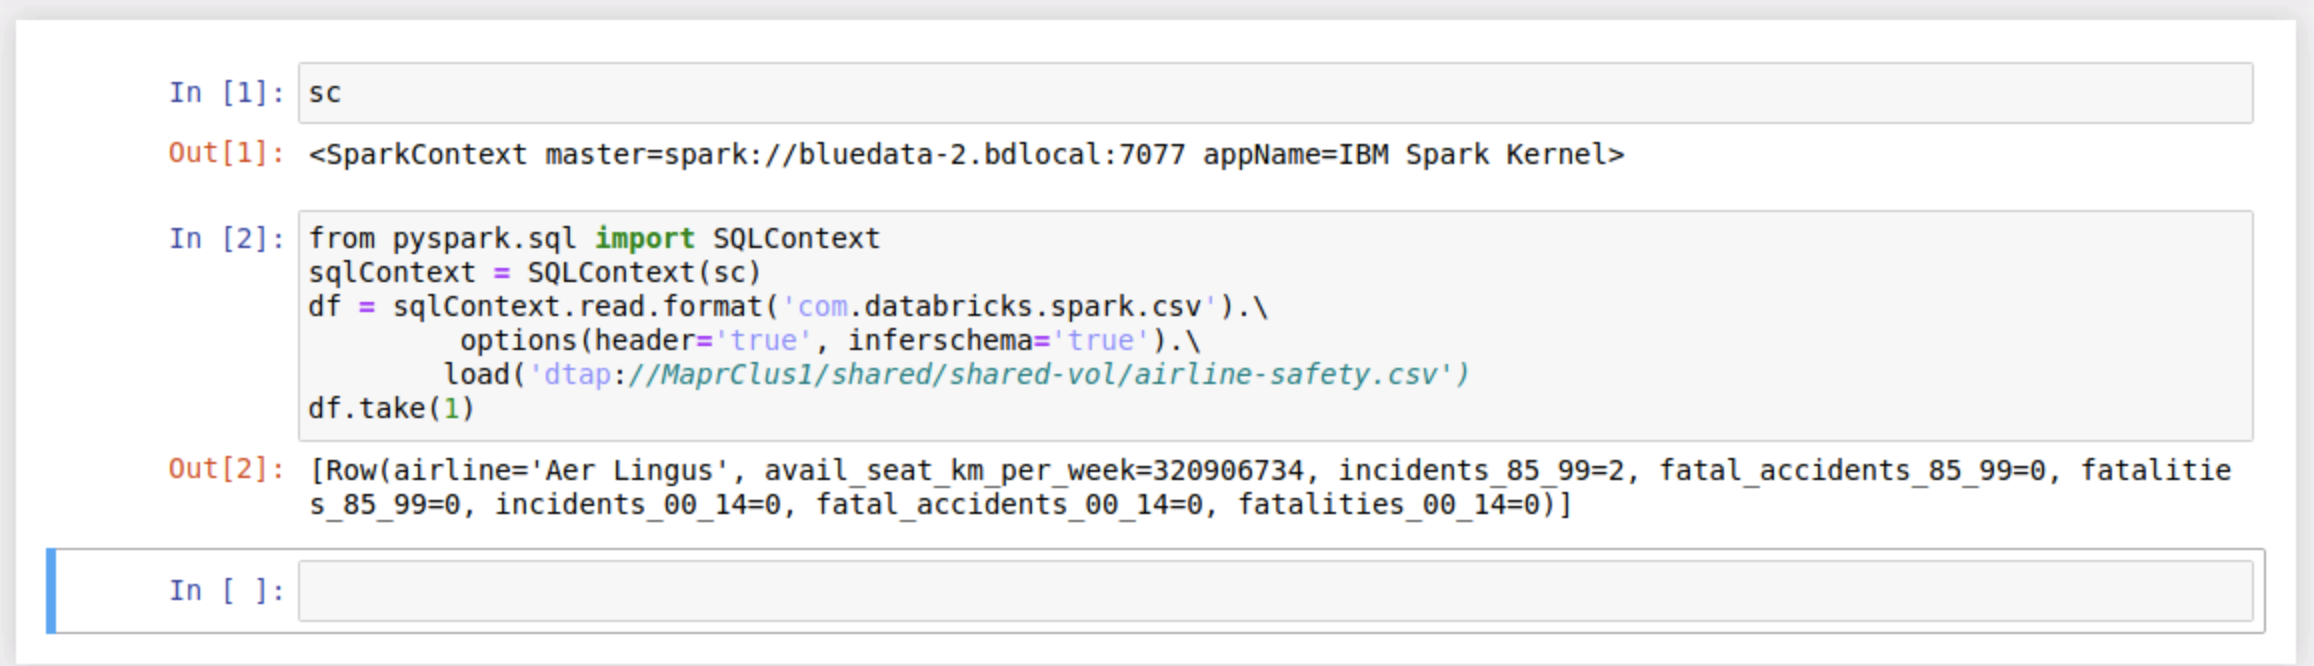 In [1]: sc
Out[1]: <SparkContext master=spark://bluedata-2.bdlocal:7077 appName=IBM Spark Kernel>
In [2]: from pyspark.sql import SQLContext
sqlContext = SQLContext(sc)
df = sqlContext.read.format('com.databricks.spark.csv').\
         options(header='true', inferschema='true').\
        load('dtap://MaprClus1/shared/shared-vol/airline-safety.csv')
df.take(1)
Out[2]: [Row(airline='Aer Lingus', avail_seat_km_per_week=320906734, incidents_85_99=2, fatal_accidents_85_99=0, fatalitie
s_85_99=0, incidents_00_14=0, fatal_accidents_00_14=0, fatalities_00_14=0)]
In [ ]: